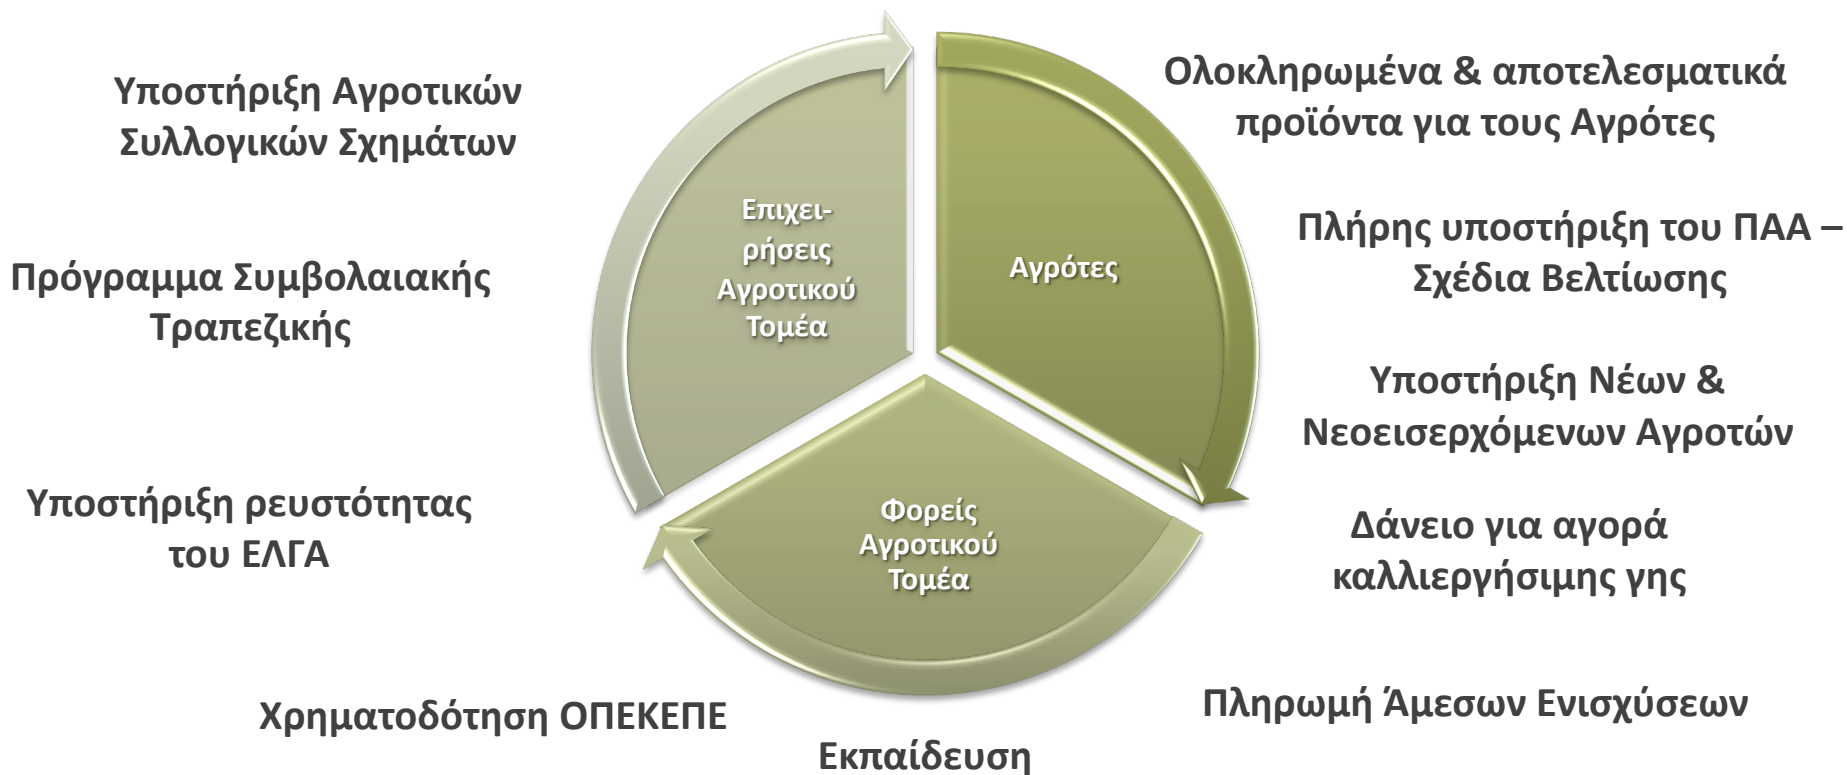 Υποστήριξη Αγροτικών
Συλλογικών Σχημάτων
Πρόγραμμα Συμβολαιακής
Τραπεζικής
Υποστήριξη ρευστότητας
του ΕΛΓΑ
Χρηματοδότηση ΟΠΕΚΕΠΕ
Εκπαίδευση
Επιχει-
ρήσεις
Αγροτικού
Τομέα
Αγρότες
Φορείς
Αγροτικού
Τομέα
Ολοκληρωμένα & αποτελεσματικά
προϊόντα για τους Αγρότες
Πλήρης υποστήριξη του ΠΑΑ –
Σχέδια Βελτίωσης
Υποστήριξη Νέων &
Νεοεισερχόμενων Αγροτών
Δάνειο για αγορά
καλλιεργήσιμης γης
Πληρωμή Άμεσων Ενισχύσεων